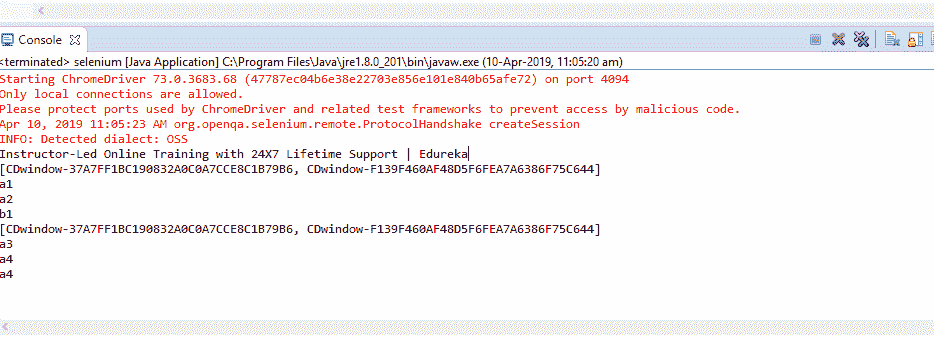 Console
<terminated> selenium [Java Application] C:\Program Files\Java\jre1.8.0_201\bin\javaw.exe (10-Apr-2019, 11:05:20 am)
Starting ChromeDriver 73.0.3683.68 (47787ec04b6e38e22703e856e101e840b65afe72) on port 4094
Only local connections are allowed.
Please protect ports used by ChromeDriver and related test frameworks to prevent access by malicious code.
Apr 10, 2019 11:05:23 AM org.openqa.selenium.remote.ProtocolHandshake createSession
INFO: Detected dialect: OSS
Instructor-Led Online Training with 24X7 Lifetime Support | Edureka
[CDwindow-37A7FF1BC190832A0C0A7CCE8C1B79B6, CDwindow-F139F460AF48D5F6FEA7A6386F75C644]
a1
a2
b1
[CDwindow-37A7FF1BC190832A0C0A7CCE8C1B79B6, CDwindow-F139F460AF48D5F6FEA7A6386F75C644]
a3
a4
a4